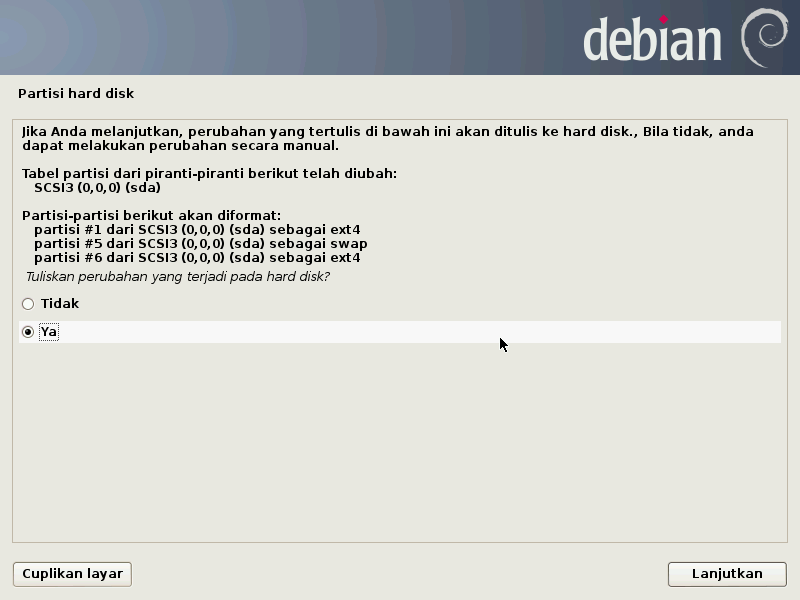 debian
Partisi hard disk
Jika Anda melanjutkan, perubahan yang tertulis di bawah ini akan ditulis ke hard disk., Bila tidak, anda
dapat melakukan perubahan secara manual.
Tabel partisi dari piranti-piranti berikut telah diubah:
SCSI3 (0,0,0) (sda)
Partisi-partisi berikut akan diformat:
partisi #1 dari SCSI3 (0,0,0) (sda) sebagai ext4
partisi #5 dari SCSI3 (0,0,0) (sda) sebagai swap
partisi #6 dari SCSI3 (0,0,0) (sda) sebagai ext4
Tuliskan perubahan yang terjadi pada hard disk?
Tidak
Ya
Cuplikan layar
Lanjutkan